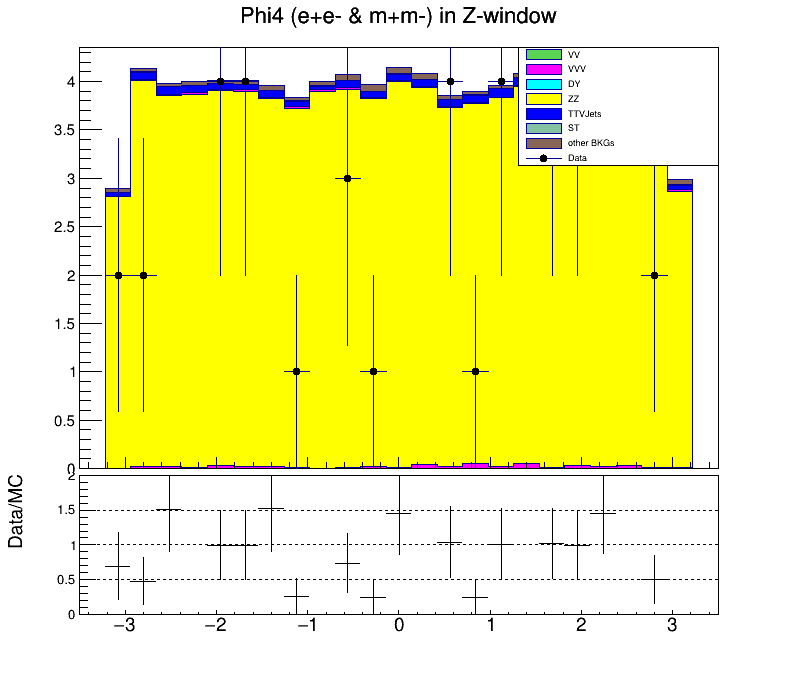 Phi4 (e+e- & m+m-) in Z-window
4
3.5
3
2.5
2
1.5
1
0.5
0
VV
VVV
DY
ZZ
TTVJets
ST
other BKGs
Data
Data/MC
2
1.5
1
0.5
0
−3 −2 −1 0 1 2 3